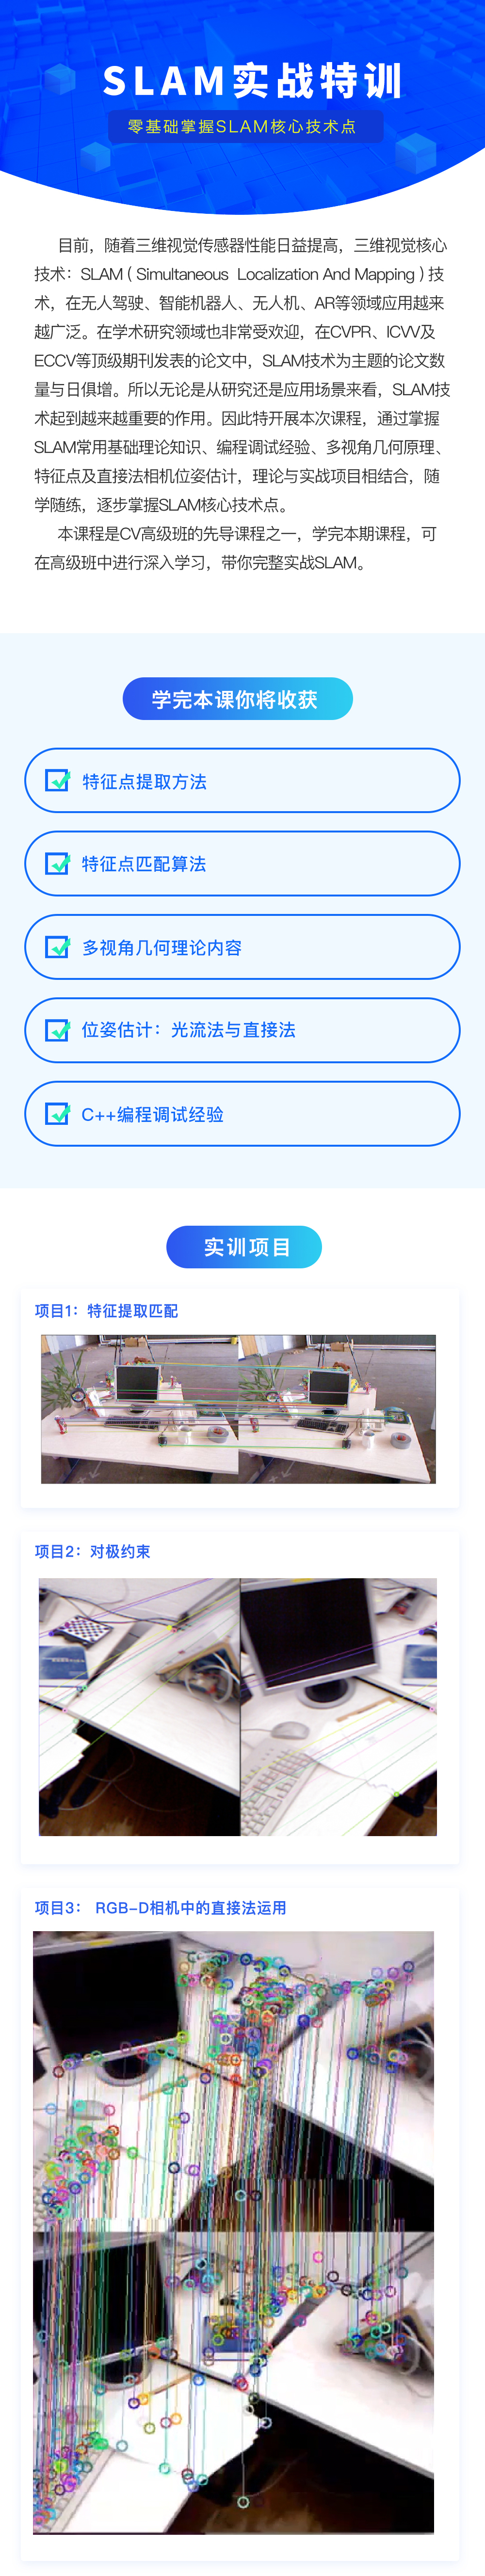 SLAM实战特训
零基础掌握SLAM核心技术点
目前，随着三维视觉传感器性能日益提高，三维视觉核心
技术：SLAM（Simultaneous Localization And Mapping）技
术，在无人驾驶、智能机器人、无人机、AR等领域应用越来
越广泛。在学术研究领域也非常受欢迎，在CVPR、ICVV及
ECCV等顶级期刊发表的论文中，SLAM技术为主题的论文数
量与日俱增。所以无论是从研究还是应用场景来看，SLAM技
术起到越来越重要的作用。因此特开展本次课程，通过掌握
SLAM常用基础理论知识、编程调试经验、多视角几何原理、
特征点及直接法相机位姿估计，理论与实战项目相结合，随
学随练，逐步掌握SLAM核心技术点。
本课程是CV高级班的先导课程之一，学完本期课程，可
在高级班中进行深入学习，带你完整实战SLAM。
学完本课你将收获
特征点提取方法
特征点匹配算法
多视角几何理论内容
位姿估计：光流法与直接法
C++编程调试经验
实训项目
项目1：特征提取匹配
项目2：对极约束
项目3： RGB-D相机中的直接法运用